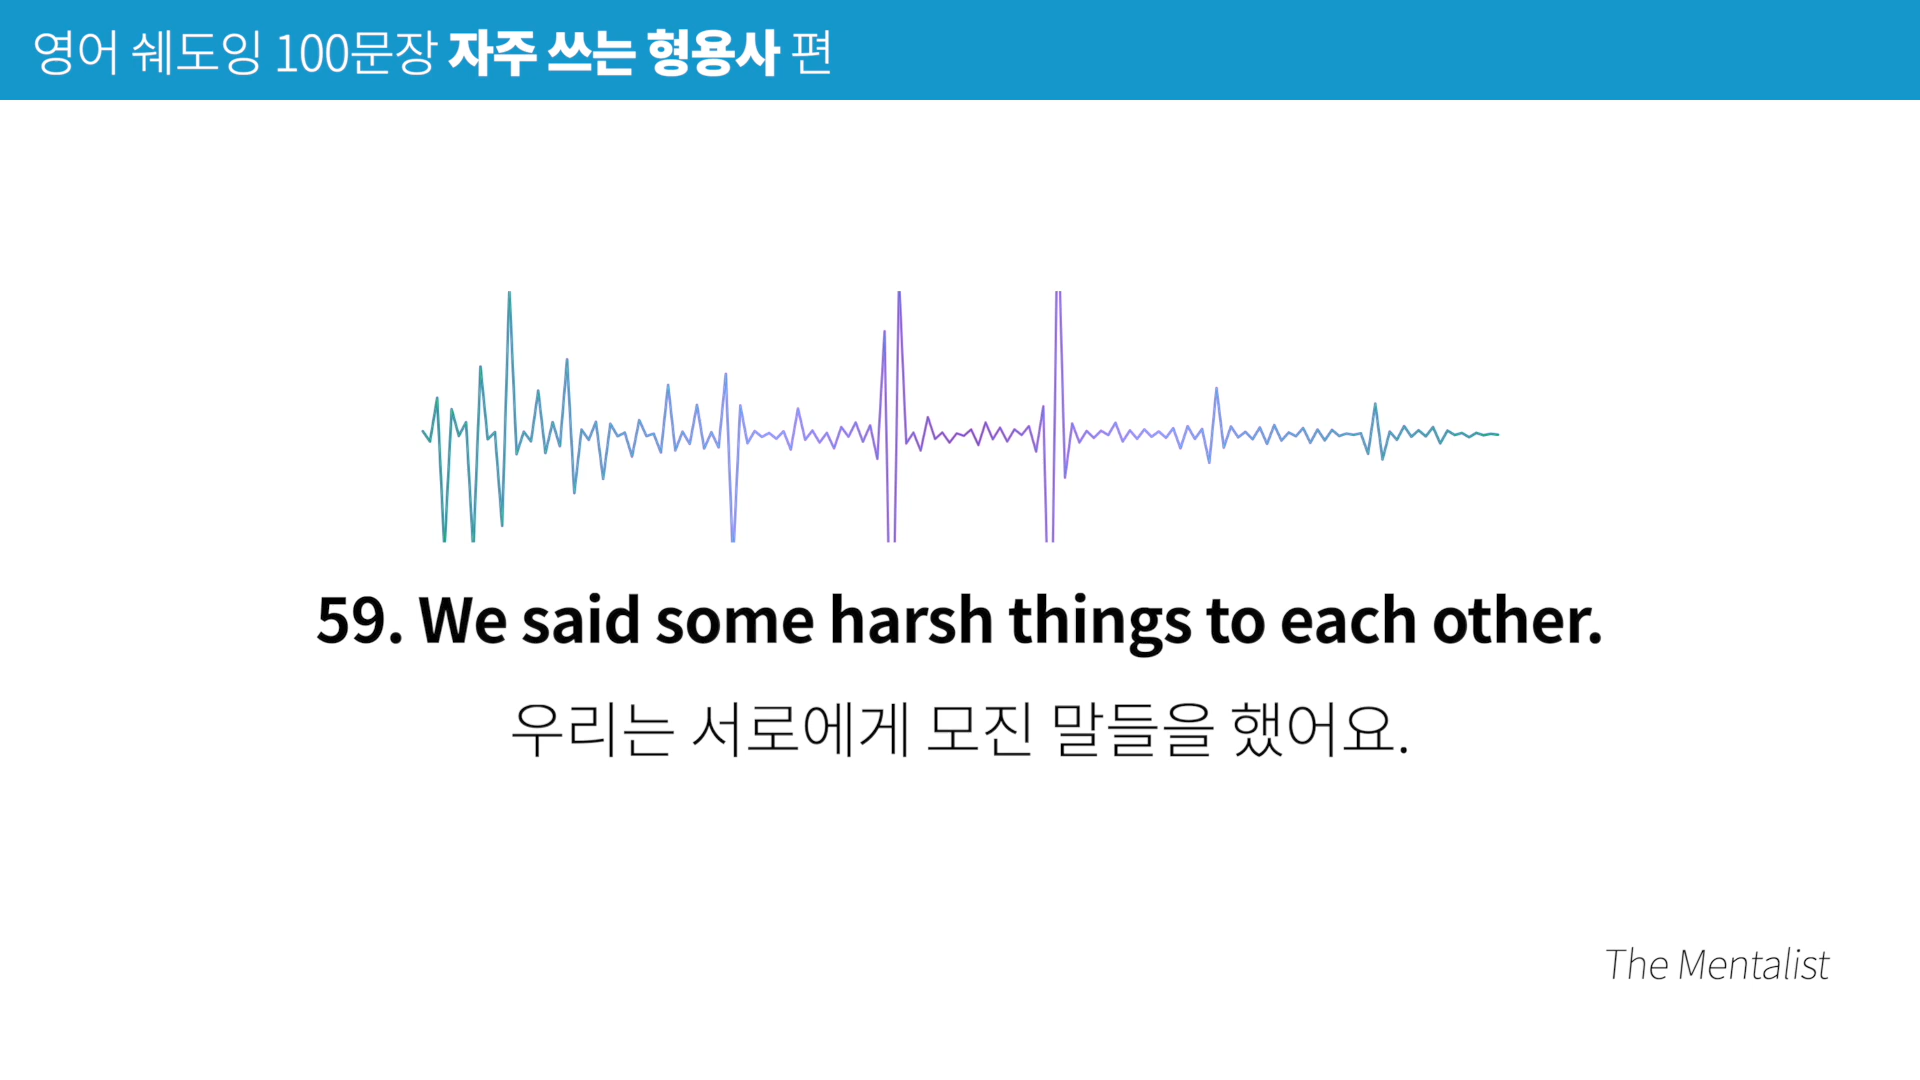 영어 쉐도잉 100문장 자주 쓰는 형용사 편
59. We said some harsh things to each other.
우리는 서로에게 모진 말들을 했어요.
The Mentalist